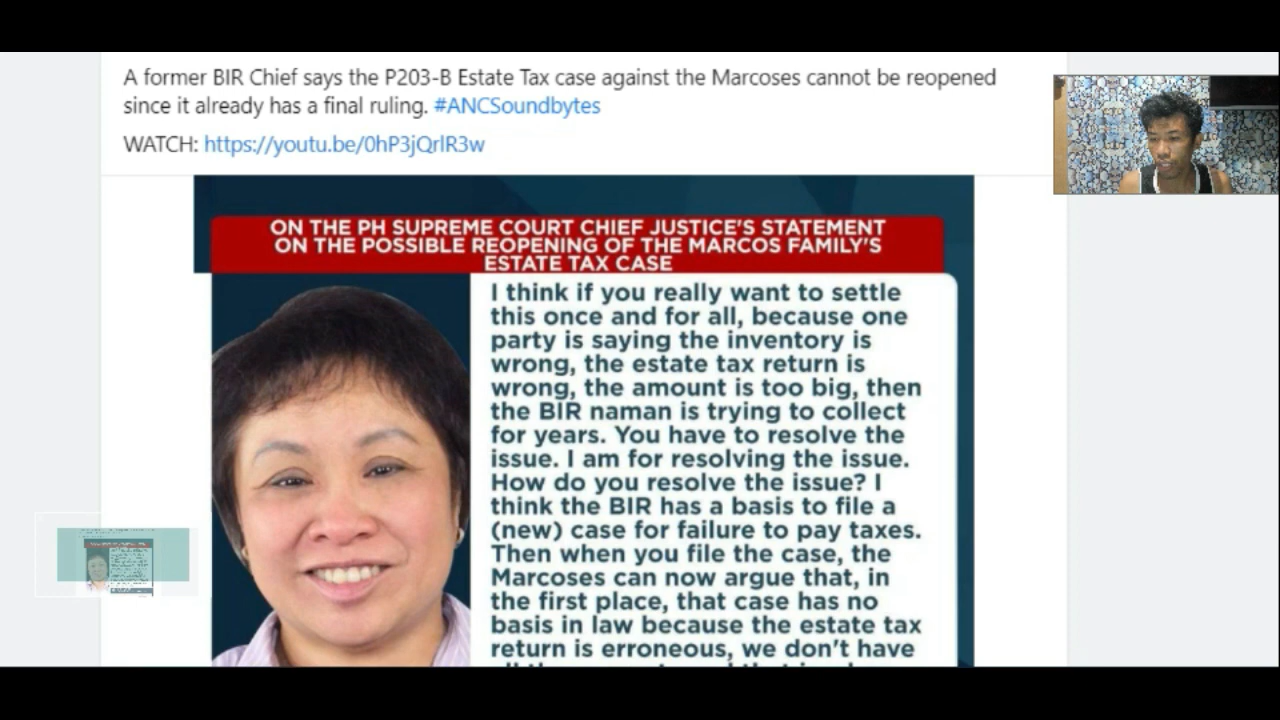 A former BIR Chief says the P203-B Estate Tax case against the Marcoses cannot be reopened
since it already has a final ruling. #ANCSoundbytes
WATCH: https://youtu.be/0hP3jQrlR3w
ON THE PH SUPREME COURT CHIEF JUSTICE'S STATEMENT
ON THE POSSIBLE REOPENING OF THE MARCOS FAMILY'S
ESTATE TAX CASE
I think if you really want to settle
this once and for all, because one
party is saying the inventory is
wrong, the estate tax return is
wrong, the amount is too big, then
the BIR naman is trying to collect
for years. You have to resolve the
issue. I am for resolving the issue.
How do you resolve the issue? I
think the BIR has a basis to file a
(new) case for failure to pay taxes.
Then when you file the case, the
Marcoses can now argue that, in
the first place, that case has no
basis in law because the estate tax
return is erroneous, we don't have